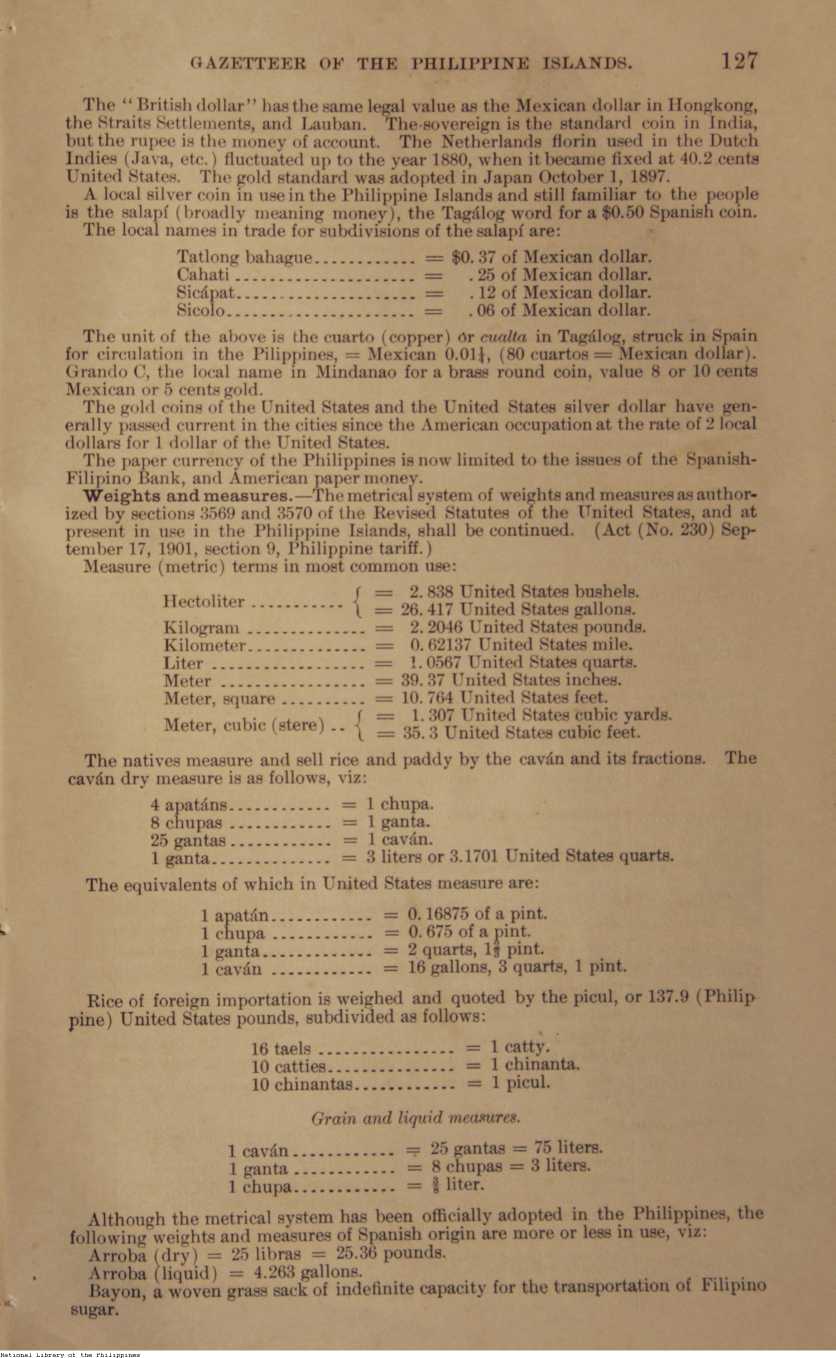 GAZETTEER OF THE PHILIPPINE ISLANDS. 127
The "British dollar" has the same legal value as the Mexican dollar in Hongkong,
the Straits Settlements, and Lauban. The sovereign is the standard coin in India,
but the rupee is the money of account. The Netherlands florin used in the Dutch
Indies (Java, etc.) fluctuated up to the year 1880, when it became fixed at 40.2 cents
United States. The gold standard was adopted in Japan October 1, 1897.
A local silver coin in use in the Philippine Islands and still familiar to the people
is the salapí (broadly meaning money), the Tagálog word for a $0.50 Spanish coin.
The local names in trade for subdivisions of the salapí are:
Tatlong bahague............ = $0.37 of Mexican dollar.
Cahati ..................... = .25 of Mexican dollar.
Sicápat..................... = .12 of Mexican dollar.
Sicolo...................... = .06 of Mexican dollar.
The unit of the above is the cuarto (copper) or cualta in Tagálog, struck in Spain
for circulation in the Pilippines, = Mexican 0.01¼, (80 cuartos = Mexican dollar).
Grando C, the local name in Mindanao for a brass round coin, value 8 or 10 cents
Mexican or 5 cents gold.
The gold coins of the United States and the United States silver dollar have gen-
erally passed current in the cities since the American occupation at the rate of 2 local
dollars for 1 dollar of the United States.
The paper currency of the Philippines is now limited to the issues of the Spanish-
Filipino Bank, and American paper money.
Weights and measures.—The metrical system of weights and measures as author-
ized by sections 3569 and 3570 of the Revised Statutes of the United States, and at
present in use in the Philippine Islands, shall be continued. (Act (No. 230) Sep-
tember 17, 1901, section 9, Philippine tariff.)
Measure (metric) terms in most common use:
Hectoliter ........... { = 2.838 United States bushels.
= 26.417 United States gallons.
Kilogram .............. = 2.2046 United States pounds.
Kilometer.............. = 0.62137 United States mile.
Liter .................. = 1.0567 United States quarts.
Meter ................. = 39.37 United States inches.
Meter, square .......... = 10.764 United States feet.
Meter, cubic (stere) .. { = 1.307 United States cubic yards.
= 35.3 United States cubic feet.
The natives measure and sell rice and paddy by the caván and its fractions. The
caván dry measure is as follows, viz:
4 apatáns............ = 1 chupa.
8 chupas ............ = 1 ganta.
25 gantas ............ = 1 caván.
1 ganta.............. = 3 liters or 3.1701 United States quarts.
The equivalents of which in United States measure are:
1 apatán............ = 0.16875 of a pint.
1 chupa ............ = 0.675 of a pint.
1 ganta............. = 2 quarts, 1⅖ pint.
1 caván ............ = 16 gallons, 3 quarts, 1 pint.
Rice of foreign importation is weighed and quoted by the picul, or 137.9 (Philip
pine) United States pounds, subdivided as follows:
16 taels ................ = 1 catty.
10 catties............... = 1 chinanta.
10 chinantas............ = 1 picul.
Grain and liquid measures.
1 caván............ = 25 gantas = 75 liters.
1 ganta ............ = 8 chupas = 3 liters.
1 chupa............ = ⅜ liter.
Although the metrical system has been officially adopted in the Philippines, the
following weights and measures of Spanish origin are more or less in use, viz:
Arroba (dry) = 25 libras = 25.36 pounds.
Arroba (liquid) = 4.263 gallons.
Bayon, a woven grass sack of indefinite capacity for the transportation of Filipino
sugar.
National Library of the Philippines